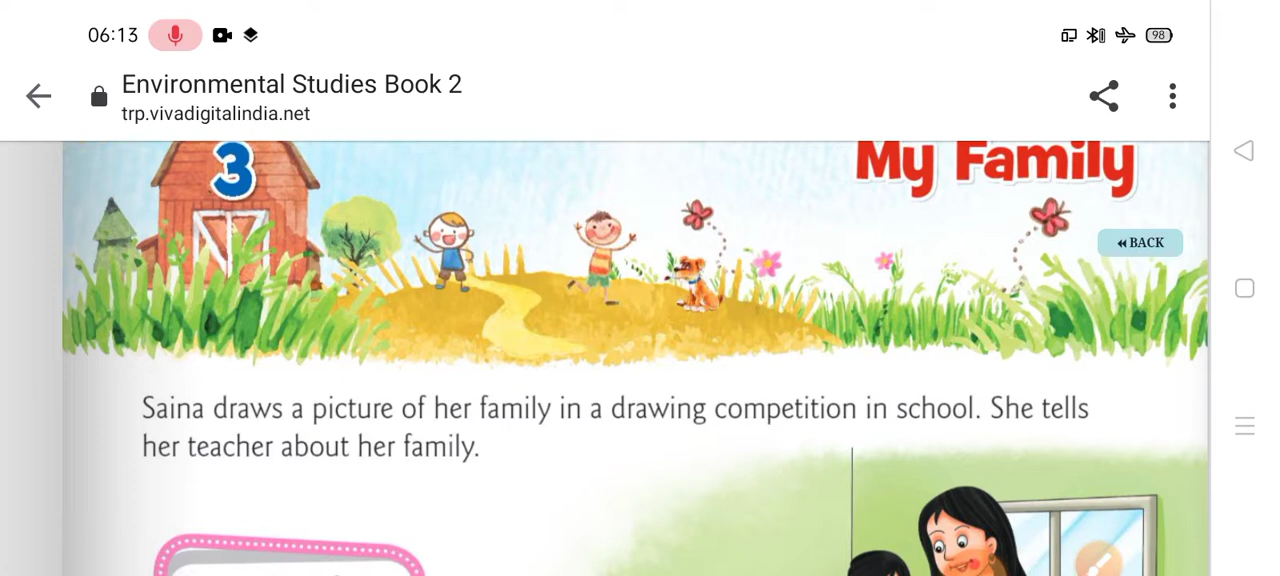 06:13
98
Environmental Studies Book 2
trp.vivadigitalindia.net
3
My Family
BACK
Saina draws a picture of her family in a drawing competition in school. She tells
her teacher about her family.